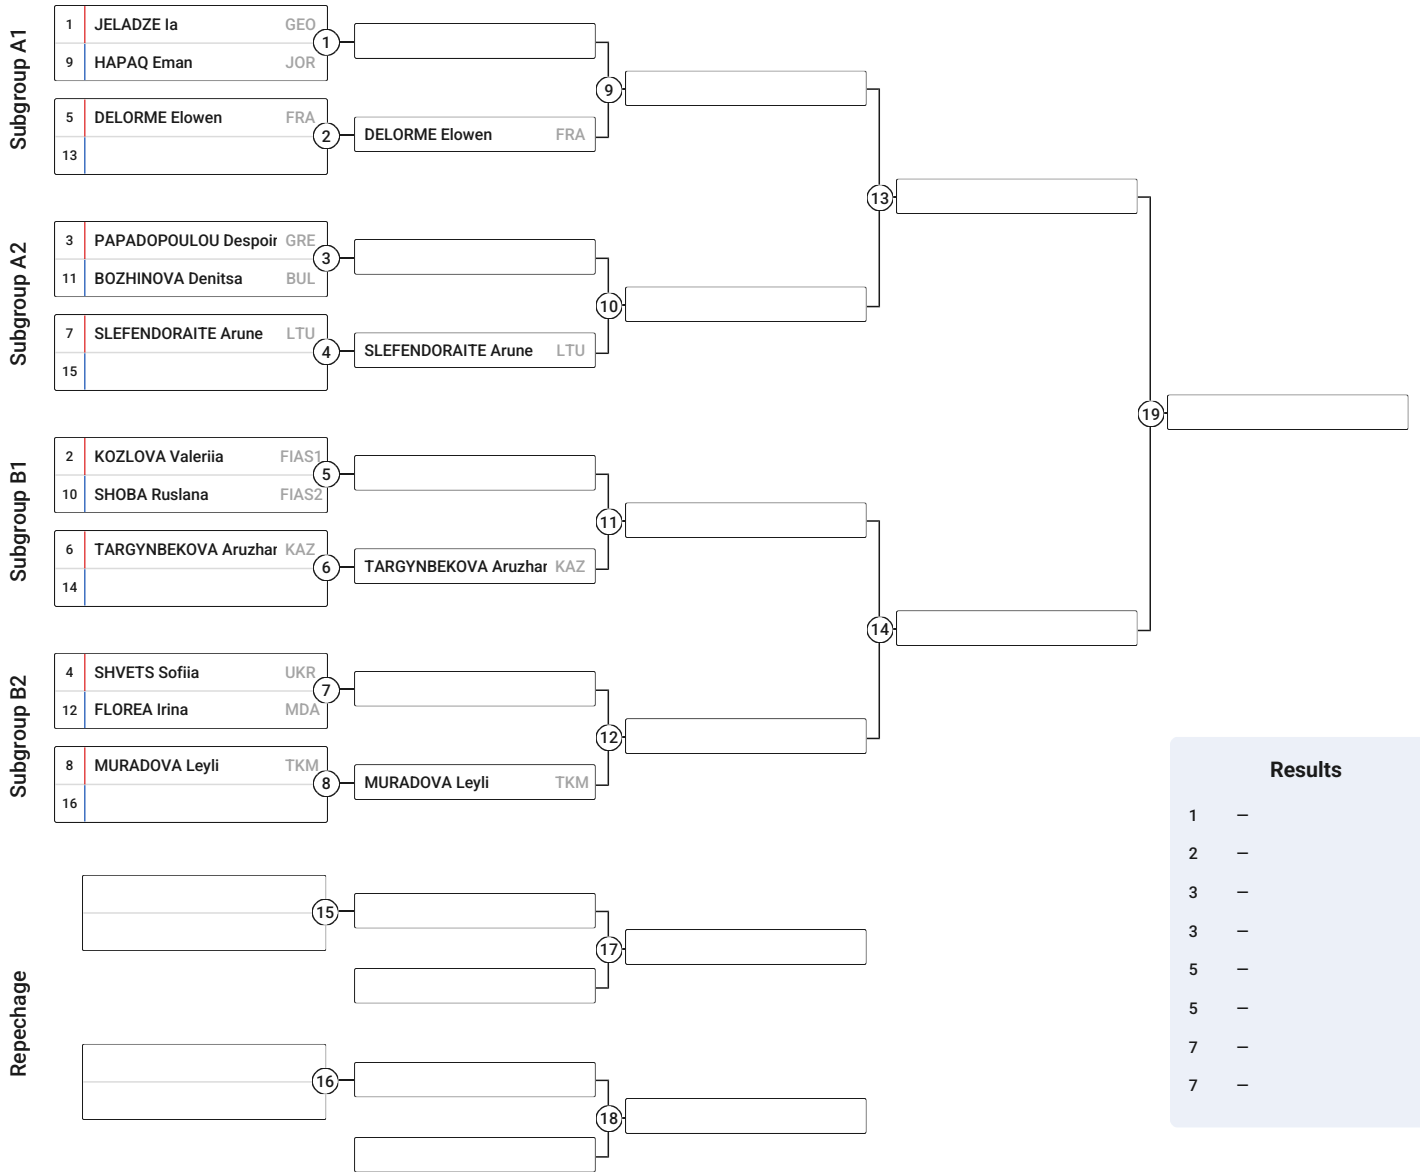 Subgroup A1
1 JELADZE Ia GEO
9 HAPAQ Eman JOR
1
5 DELORME Elowen FRA
13
2
DELORME Elowen FRA
9
Subgroup A2
3 PAPADOPOULOU Despoir GRE
11 BOZHINOVA Denitsa BUL
3
7 SLEFENDORAITE Arune LTU
15
4
SLEFENDORAITE Arune LTU
10
13
Subgroup B1
2 KOZLOVA Valeriia FIAS1
10 SHOBA Ruslana FIAS2
5
6 TARGYNBEKOVA Aruzhar KAZ
14
6
TARGYNBEKOVA Aruzhar KAZ
11
Subgroup B2
4 SHVETS Sofiia UKR
12 FLOREA Irina MDA
7
8 MURADOVA Leyli TKM
16
8
MURADOVA Leyli TKM
12
14
19
Repechage
15
17
16
18
Results
1 –
2 –
3 –
3 –
5 –
5 –
7 –
7 –